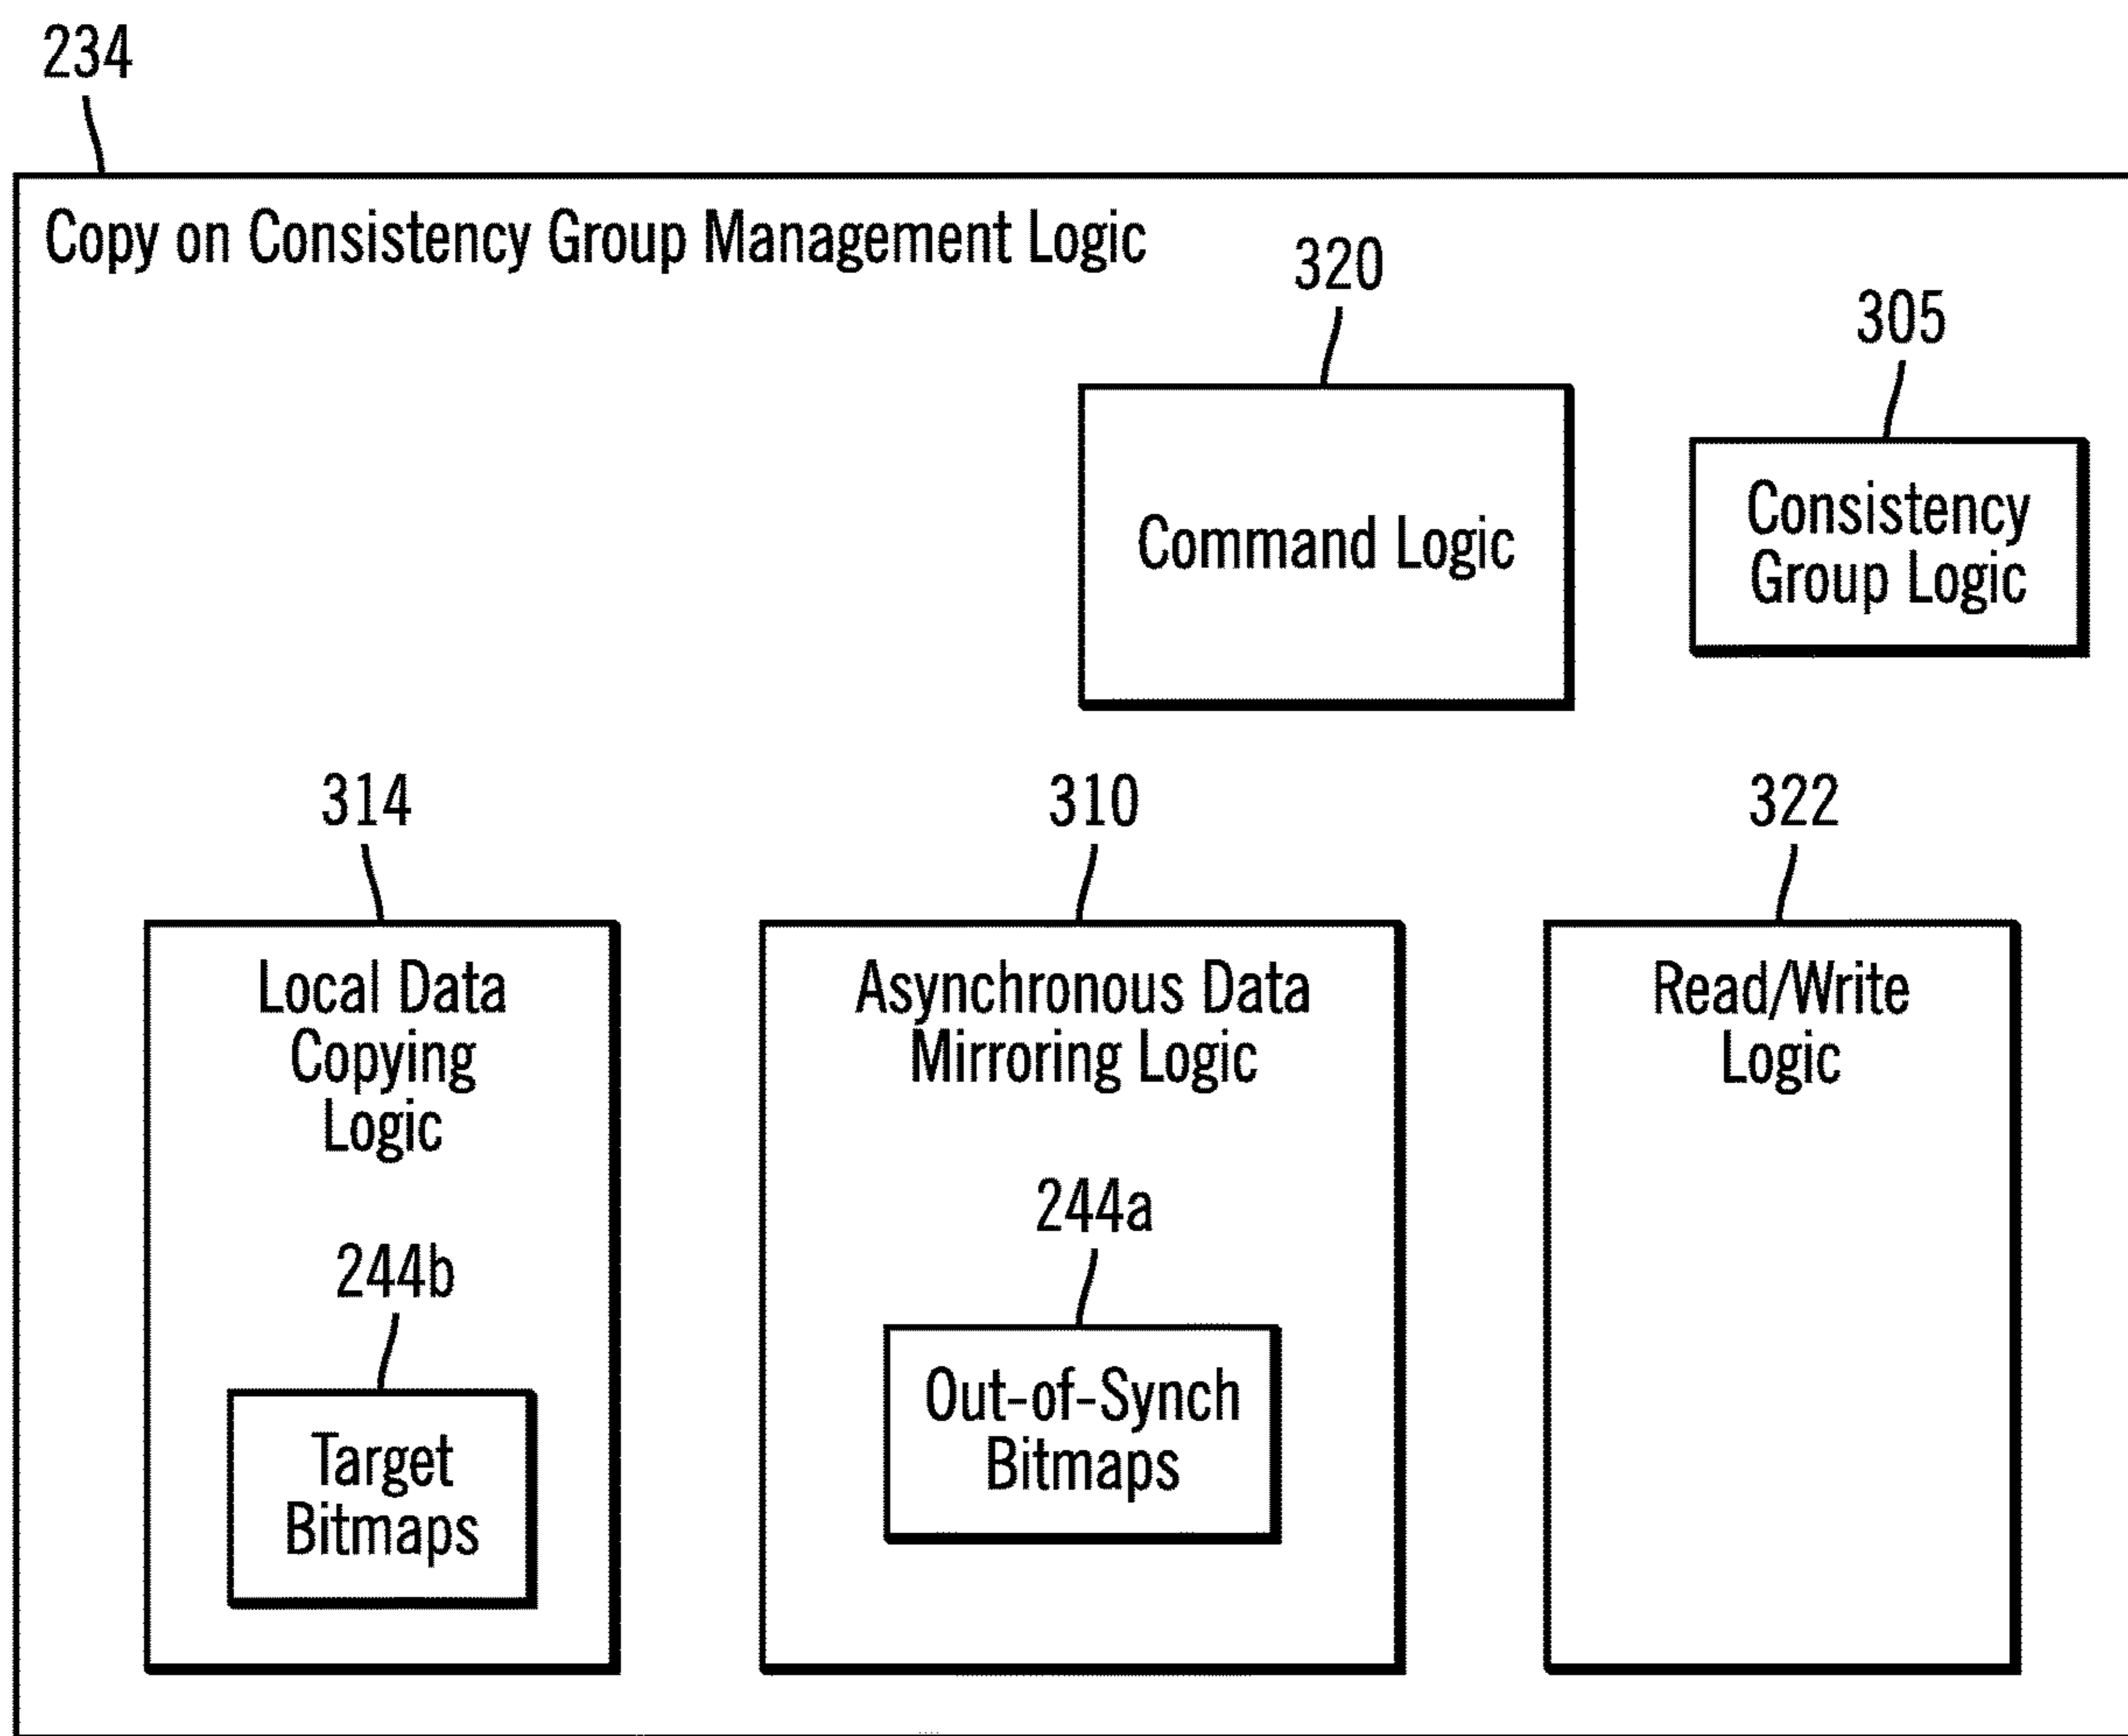 234
Copy on Consistency Group Management Logic
320
305
Command Logic
Consistency
Group Logic
314
310
322
Local Data
Copying
Logic
Asynchronous Data
Mirroring Logic
Read/Write
Logic
244b
244a
Target
Bitmaps
Out-of-Synch
Bitmaps